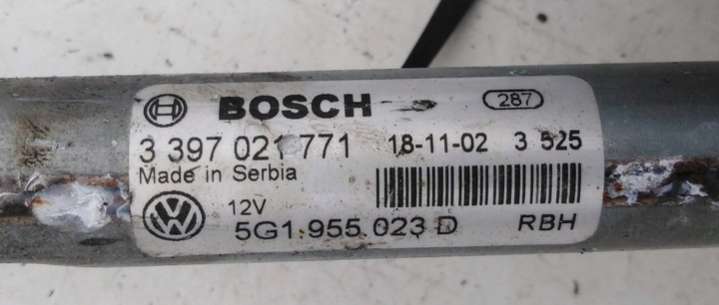 BOSCH 287
3 397 021 771 18-11-02 3 525
Made in Serbia
12V
5G1 955 023 D RBH